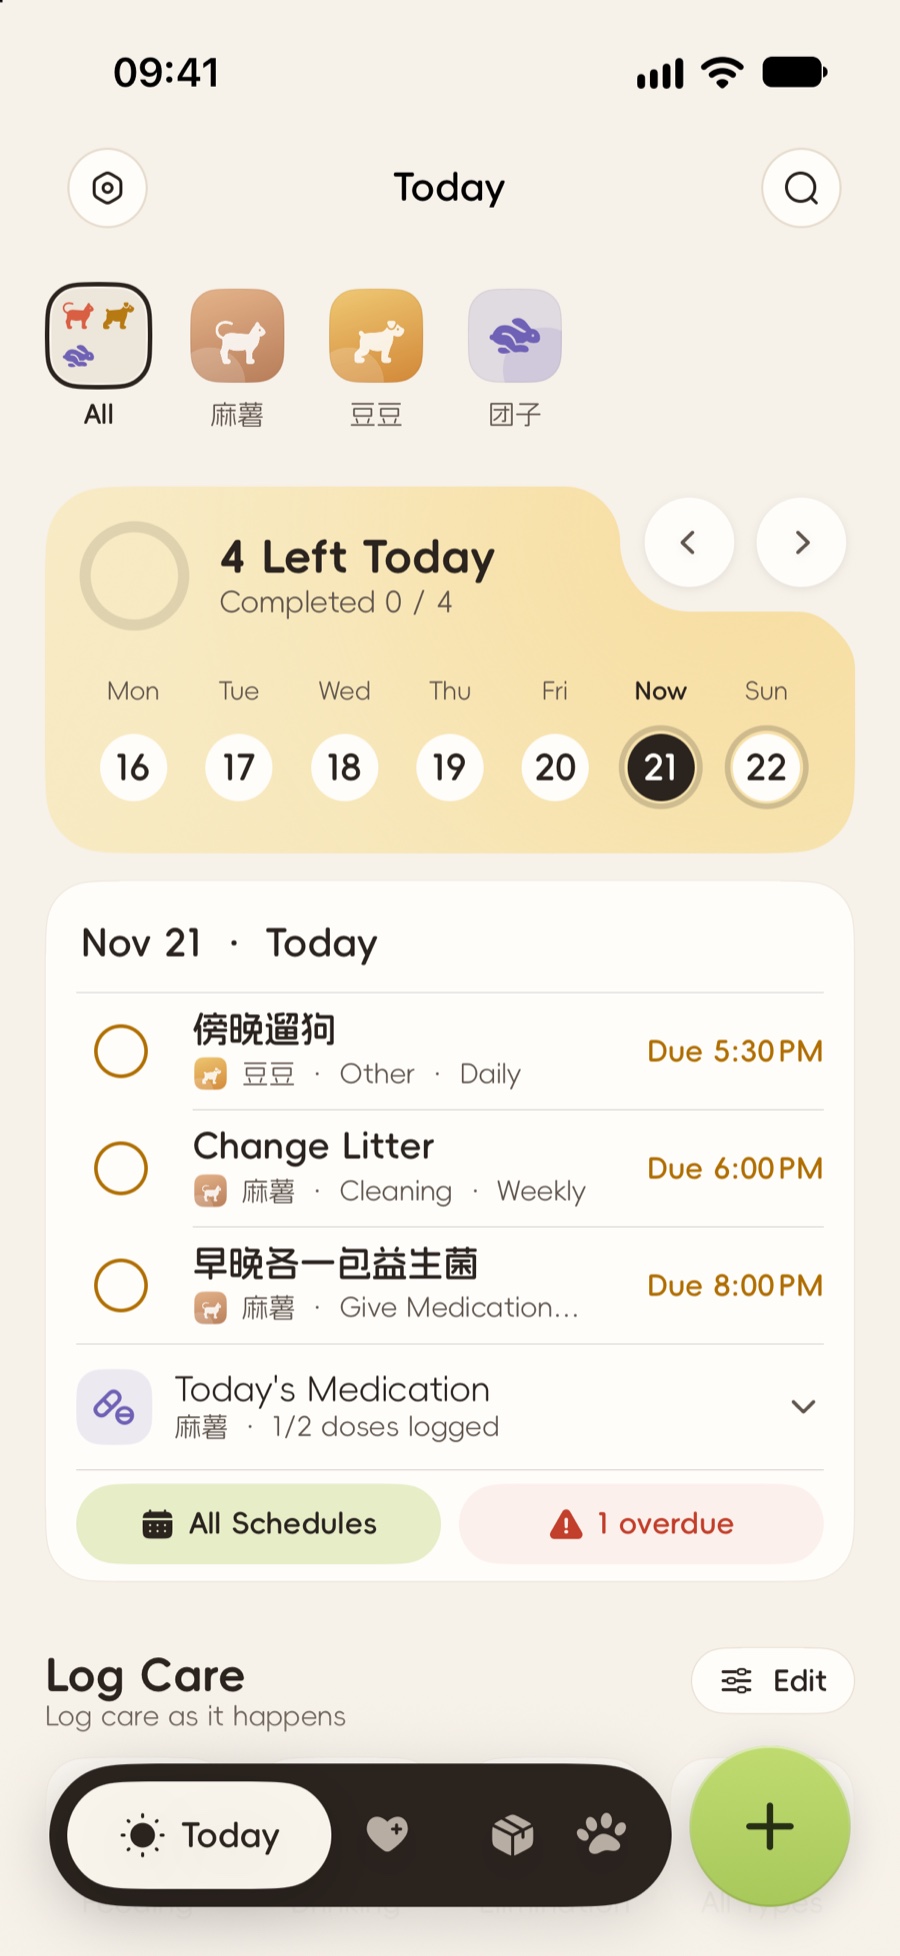 09:41
Today
All
麻薯
豆豆
团子
4 Left Today
Completed 0 / 4
Mon Tue Wed Thu Fri Now Sun
16 17 18 19 20 21 22
Nov 21 · Today
傍晚遛狗
豆豆 · Other · Daily
Due 5:30 PM
Change Litter
麻薯 · Cleaning · Weekly
Due 6:00 PM
早晚各一包益生菌
麻薯 · Give Medication...
Due 8:00 PM
Today's Medication
麻薯 · 1/2 doses logged
All Schedules
1 overdue
Log Care
Log care as it happens
Edit
Today
All Types